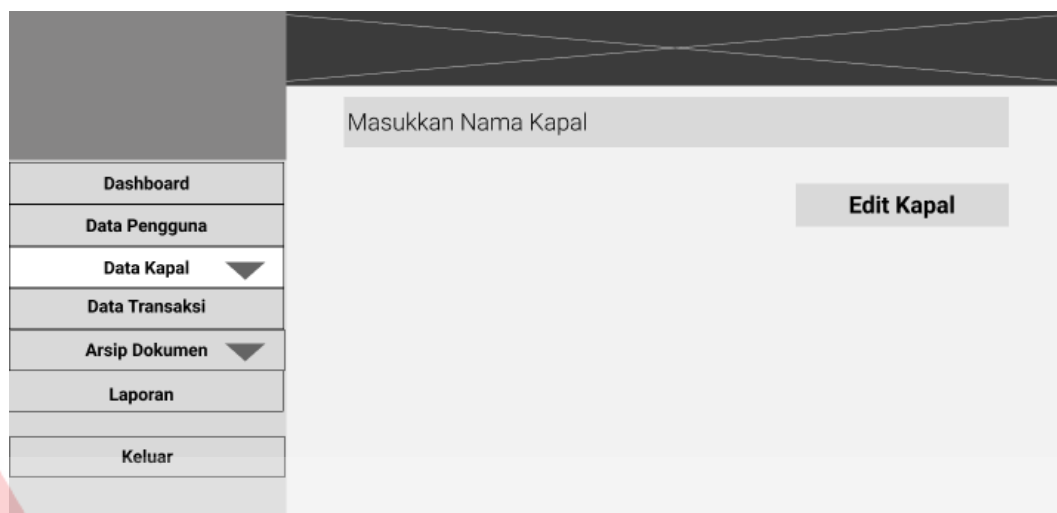 Masukkan Nama Kapal
Edit Kapal
Dashboard
Data Pengguna
Data Kapal
Data Transaksi
Arsip Dokumen
Laporan
Keluar